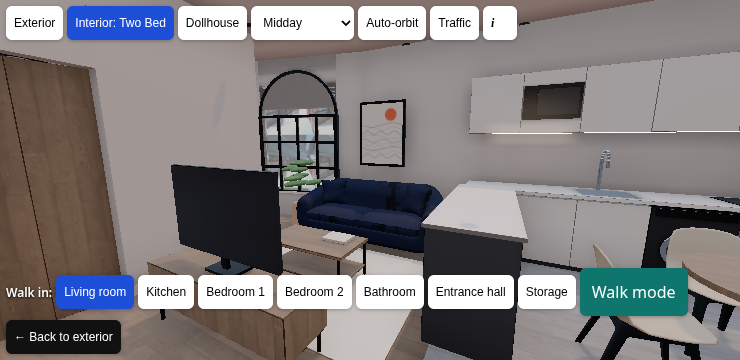 Exterior Interior: Two Bed Dollhouse Midday Auto-orbit Traffic i
Walk in: Living room Kitchen Bedroom 1 Bedroom 2 Bathroom Entrance hall Storage Walk mode
← Back to exterior